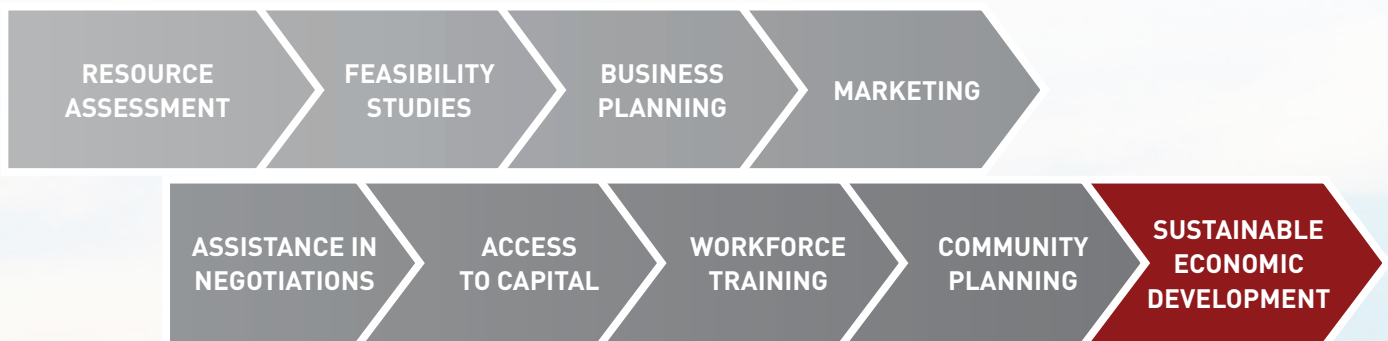 RESOURCE
ASSESSMENT
FEASIBILITY
STUDIES
BUSINESS
PLANNING
MARKETING
ASSISTANCE IN
NEGOTIATIONS
ACCESS
TO CAPITAL
WORKFORCE
TRAINING
COMMUNITY
PLANNING
SUSTAINABLE
ECONOMIC
DEVELOPMENT